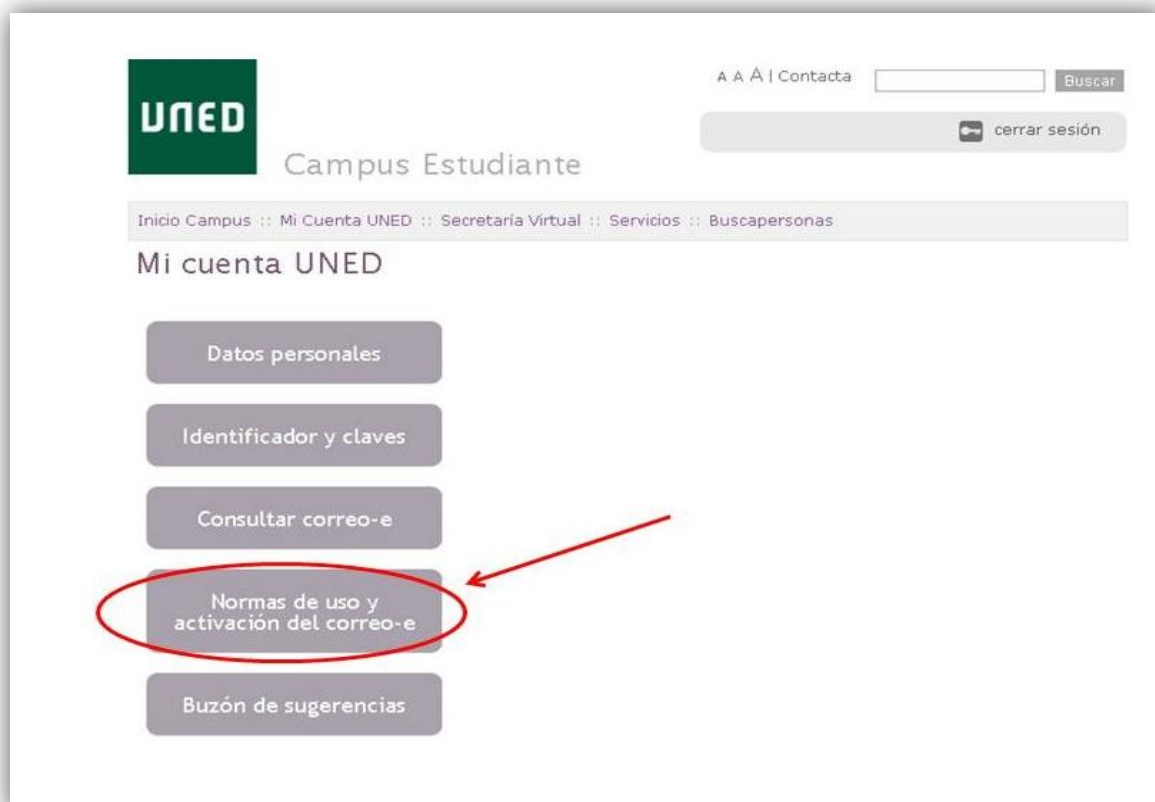 UNED
Campus Estudiante
A A A | Contacta
Buscar
cerrar sesión
Inicio Campus :: Mi Cuenta UNED :: Secretaría Virtual :: Servicios :: Buscapersonas
Mi cuenta UNED
Datos personales
Identificador y claves
Consultar correo-e
Normas de uso y
activación del correo-e
Buzón de sugerencias